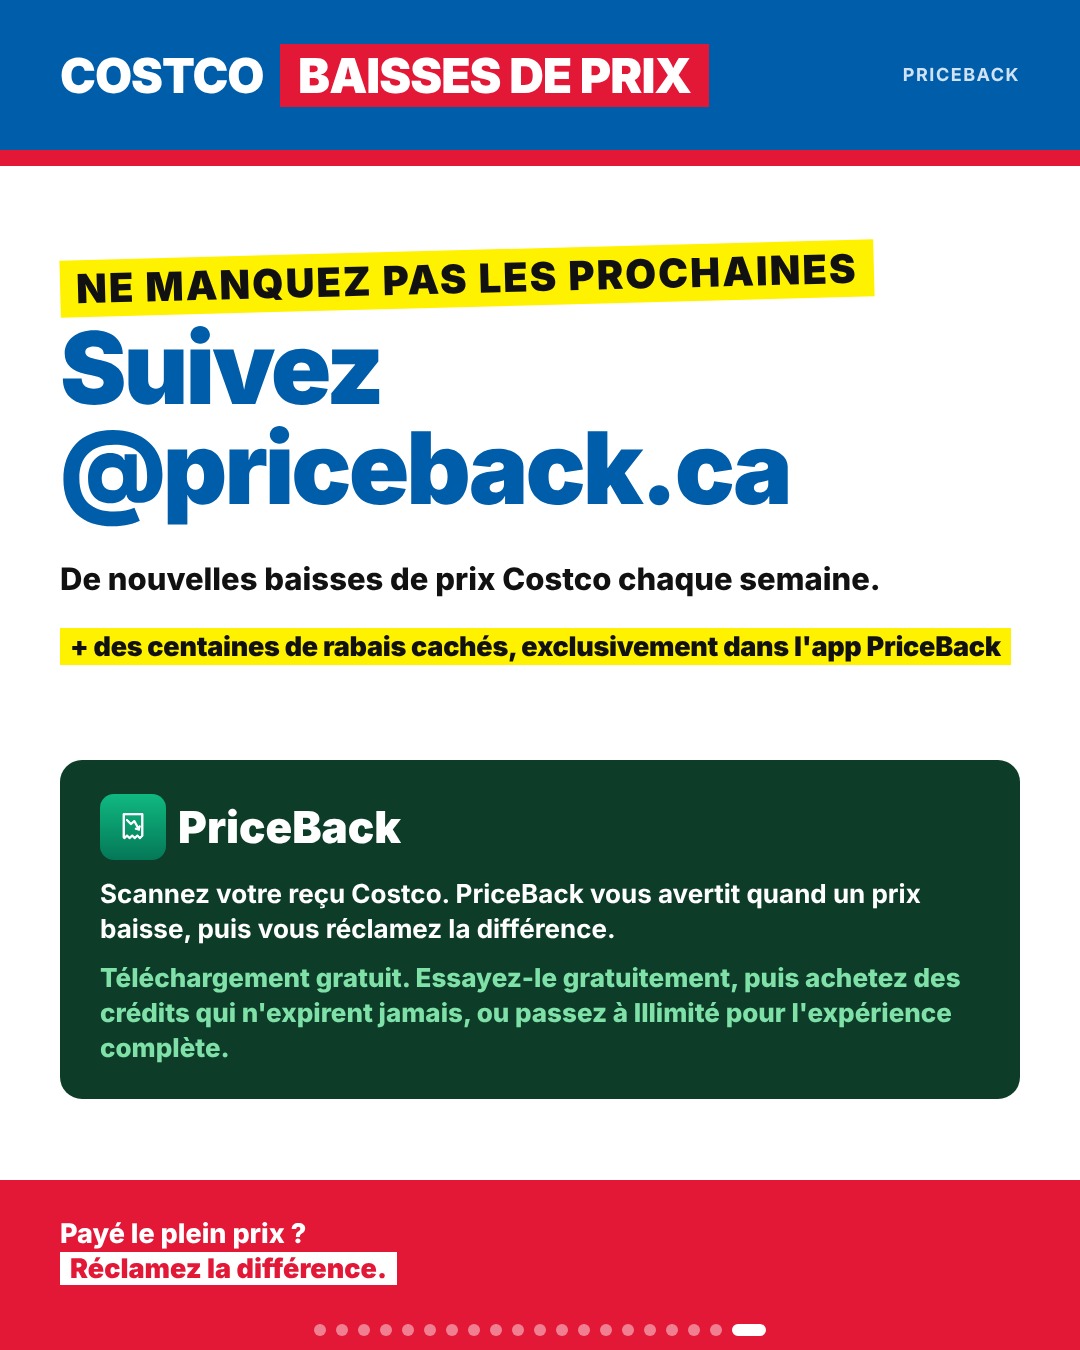 COSTCO BAISSES DE PRIX
PRICEBACK
NE MANQUEZ PAS LES PROCHAINES
Suivez
@priceback.ca
De nouvelles baisses de prix Costco chaque semaine.
+ des centaines de rabais cachés, exclusivement dans l'app PriceBack
PriceBack
Scannez votre reçu Costco. PriceBack vous avertit quand un prix
baisse, puis vous réclamez la différence.
Téléchargement gratuit. Essayez-le gratuitement, puis achetez des
crédits qui n'expirent jamais, ou passez à Illimité pour l'expérience
complète.
Payé le plein prix ?
Réclamez la différence.